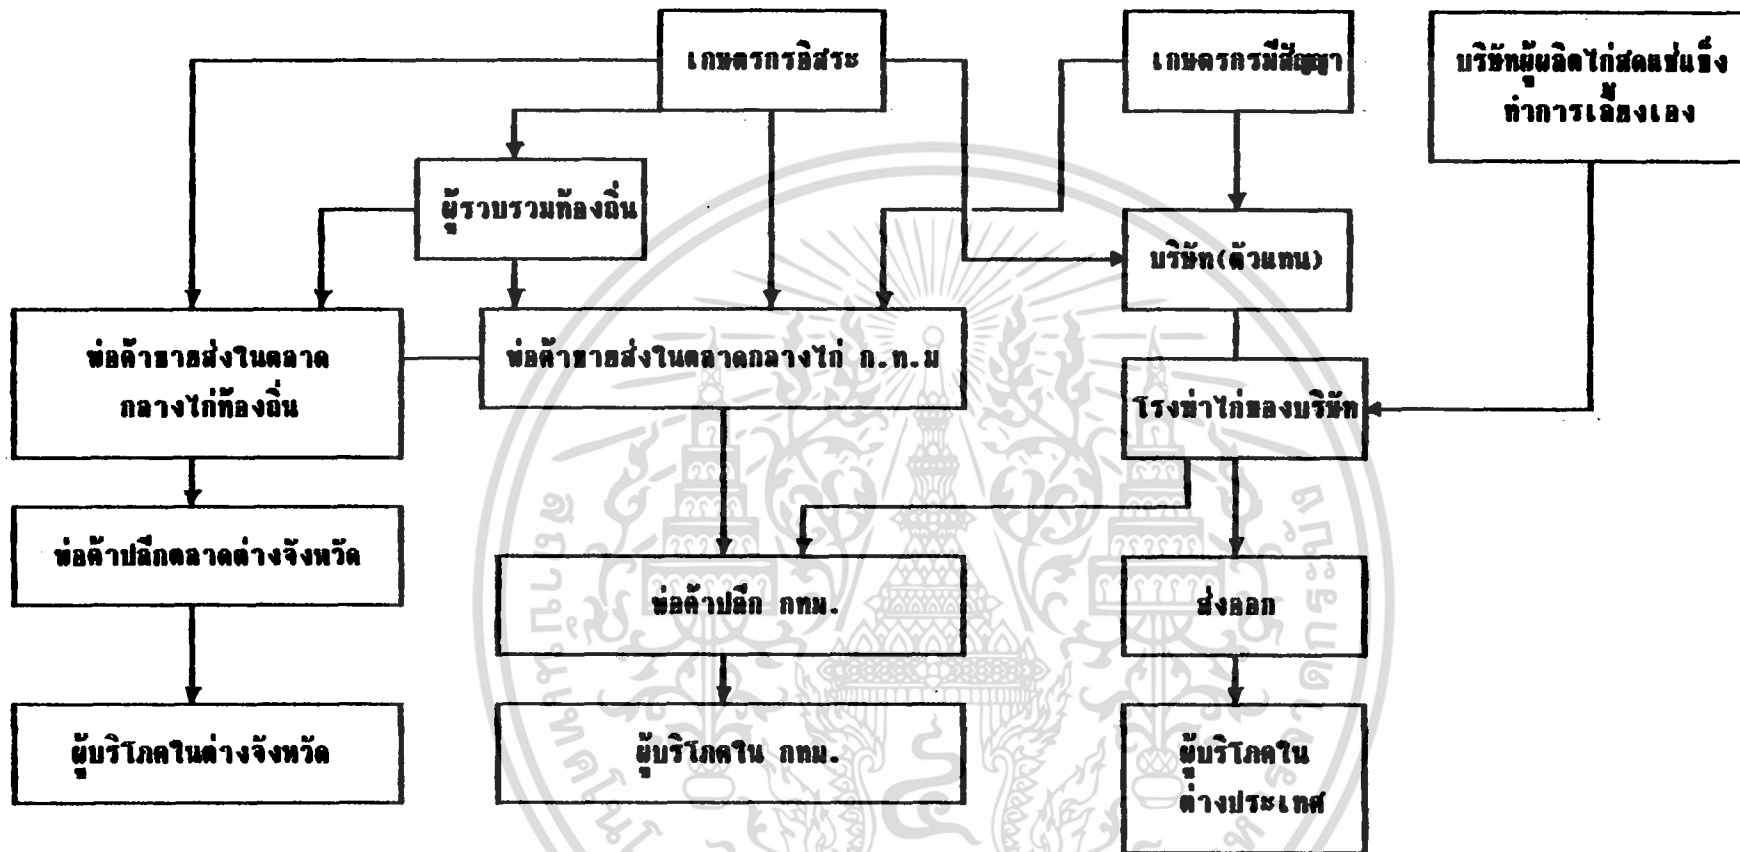 เกษตรกรอิสระ
เกษตรกรมีสัญญา
บริษัทผู้ผลิตไก่สดแช่แข็ง
ทำการเลี้ยงเอง
ผู้รวบรวมท้องถิ่น
บริษัท(ตัวแทน)
พ่อค้าขายส่งในตลาด
กลางไก่ท้องถิ่น
พ่อค้าขายส่งในตลาดกลางไก่ ก.ท.ม
โรงฆ่าไก่ของบริษัท
พ่อค้าปลีกตลาดต่างจังหวัด
พ่อค้าปลีก กทม.
ส่งออก
ผู้บริโภคในต่างจังหวัด
ผู้บริโภคใน กทม.
ผู้บริโภคใน
ต่างประเทศ